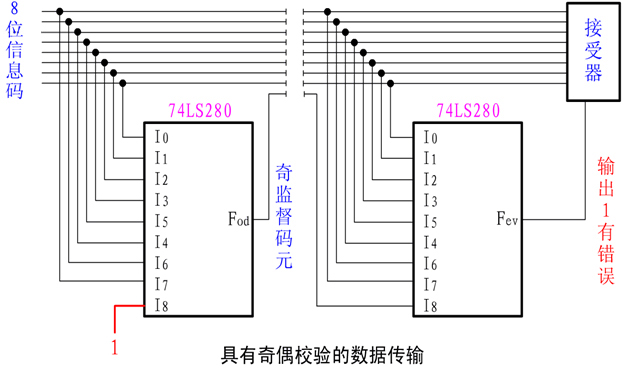 8位信息码
接受器
74LS280
74LS280
I0
I1
I2
I3
I5
I4
I6
I7
I8
Fod
1
奇监督码元
I0
I1
I2
I3
I5
I4
I6
I7
I8
Fev
输出1有错误
具有奇偶校验的数据传输